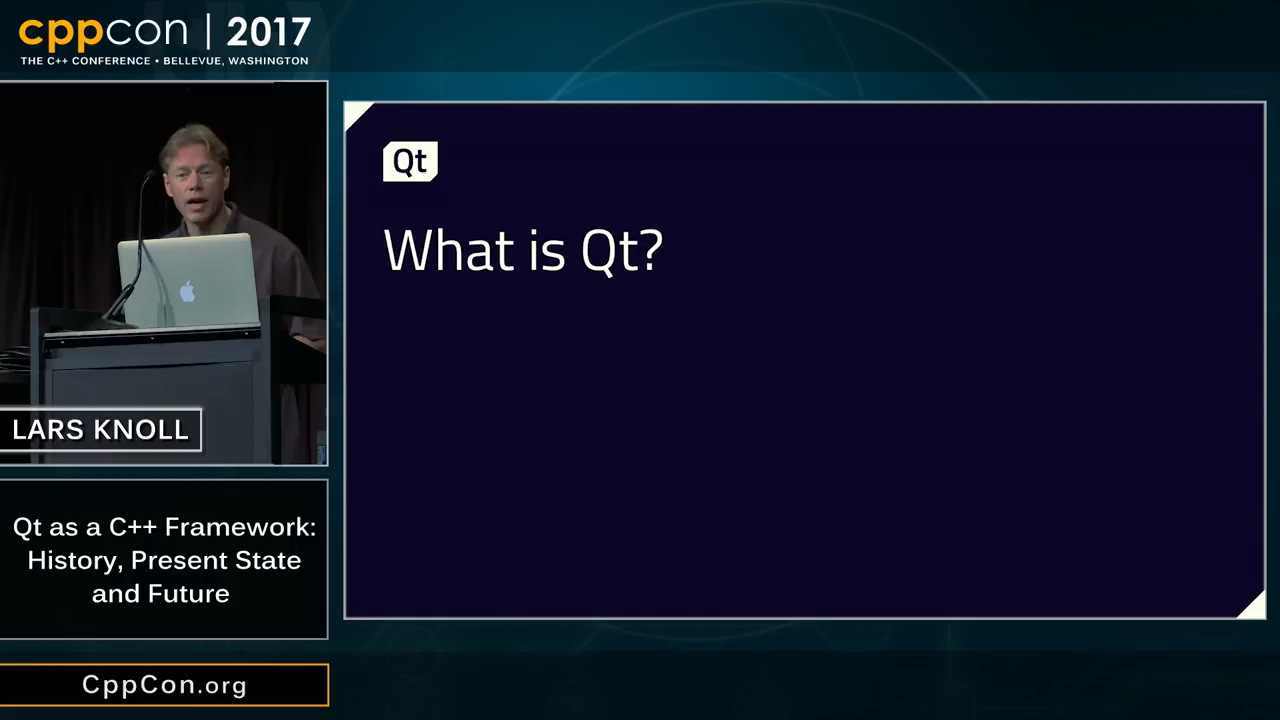 cppcon | 2017
THE C++ CONFERENCE • BELLEVUE, WASHINGTON
Qt
What is Qt?
LARS KNOLL
Qt as a C++ Framework:
History, Present State
and Future
CppCon.org